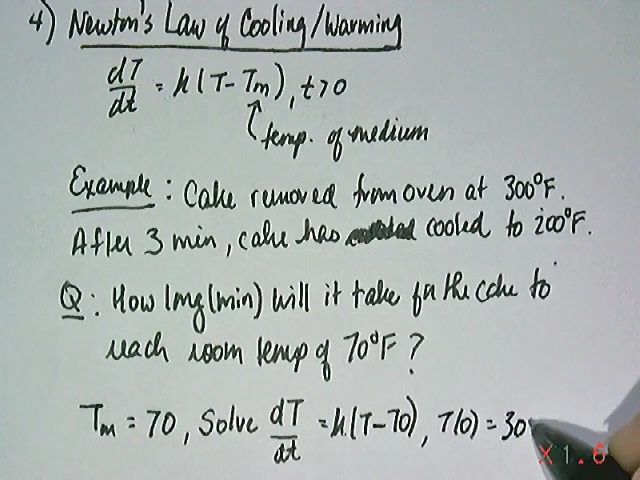 4) Newton's Law of Cooling/Warming
dT/dt = k(T-Tm), t>0
temp. of medium
Example: Cake removed from oven at 300°F.
After 3 min, cake has cooled to 200°F.
Q: How long (min) will it take for the cake to
reach room temp of 70°F?
Tm = 70, Solve dT/dt = k(T-70), T(0) = 30
×1.6